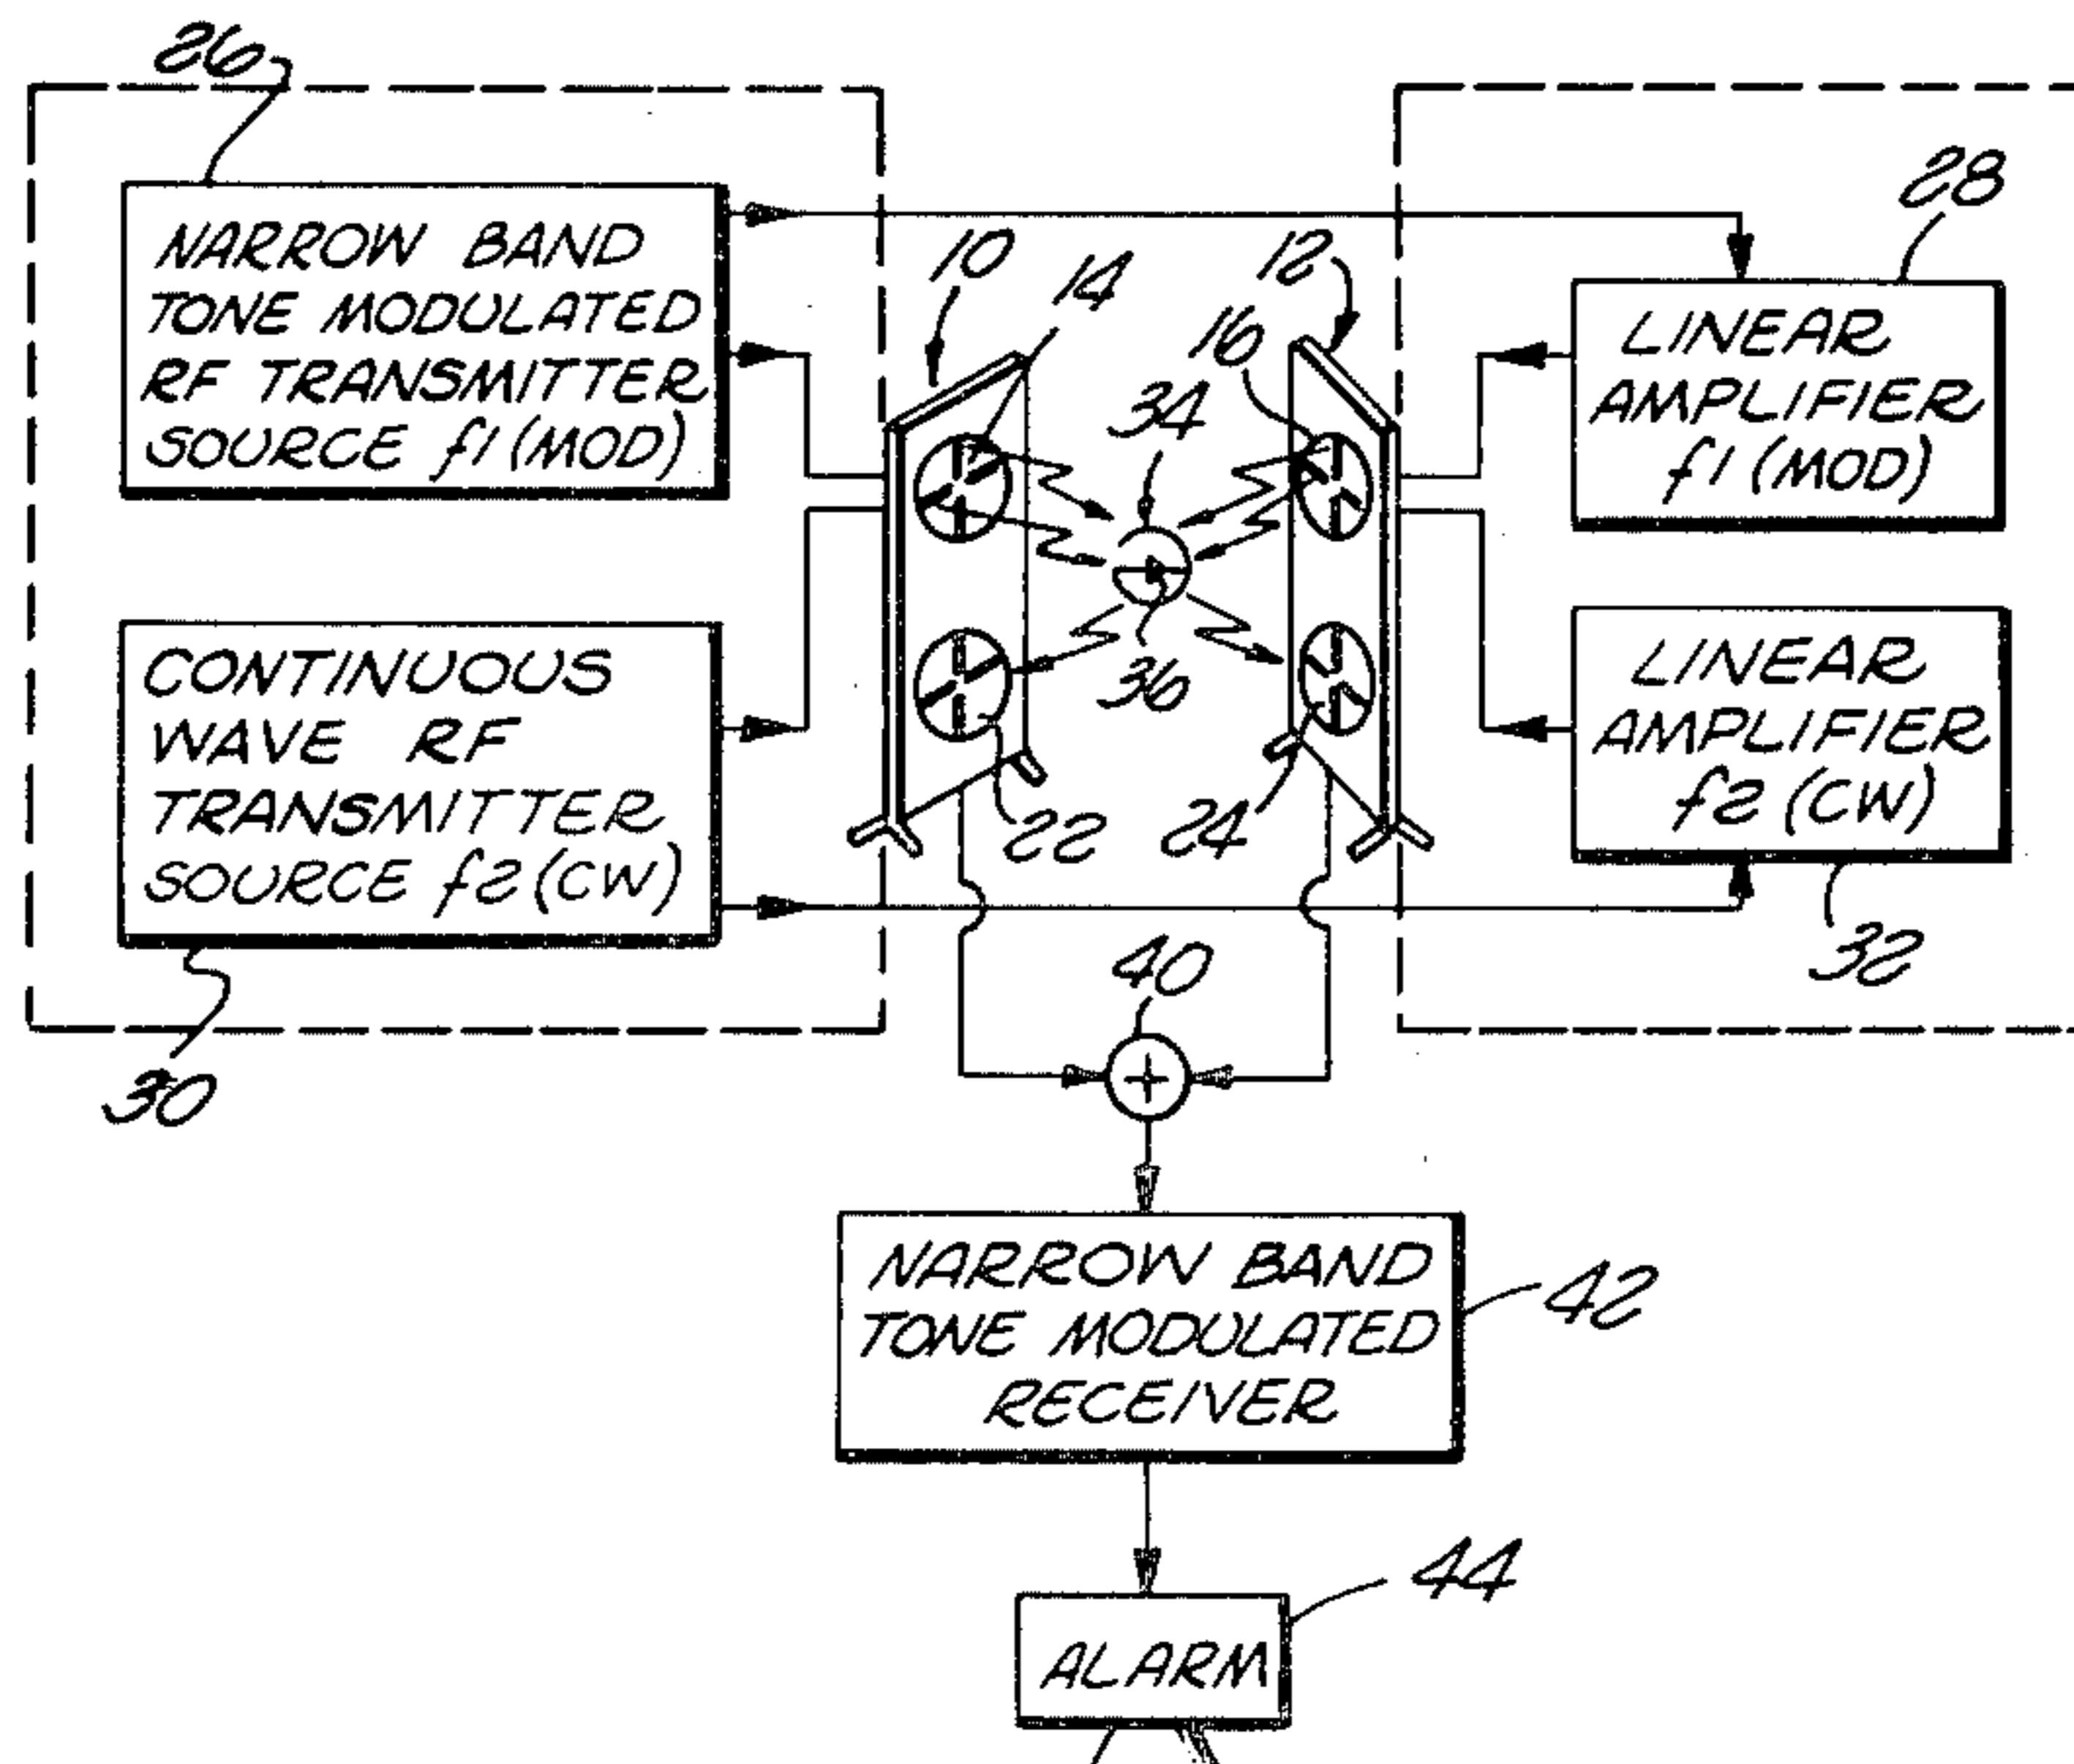 26
NARROW BAND
TONE MODULATED
RF TRANSMITTER
SOURCE f1 (MOD)
10
14
12
16
34
28
LINEAR
AMPLIFIER
f1 (MOD)
36
CONTINUOUS
WAVE RF
TRANSMITTER
SOURCE f2 (CW)
22
24
LINEAR
AMPLIFIER
f2 (CW)
30
32
40
+
NARROW BAND
TONE MODULATED
RECEIVER
42
44
ALARM